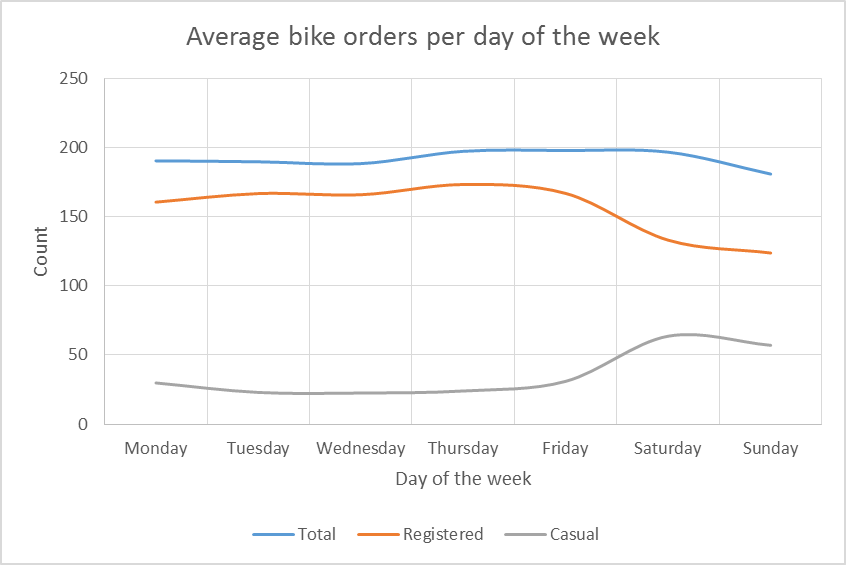 Average bike orders per day of the week
250
200
150
100
50
0
Count
Monday Tuesday Wednesday Thursday Friday Saturday Sunday
Day of the week
Total Registered Casual